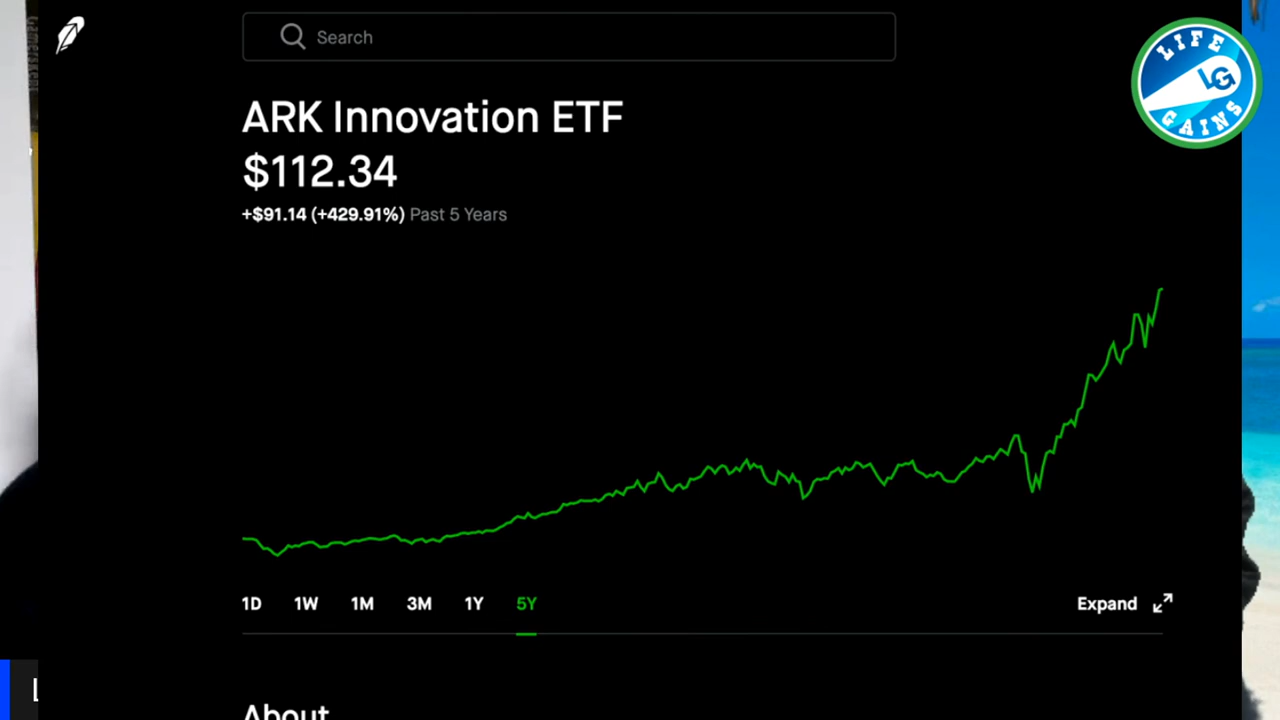 Search
LIFE
LG
GAINS
ARK Innovation ETF
$112.34
+$91.14 (+429.91%) Past 5 Years
1D 1W 1M 3M 1Y 5Y Expand
L
About